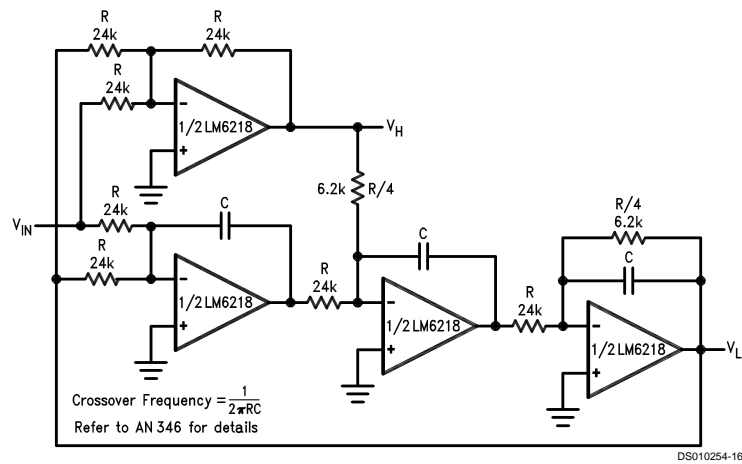 R
24k
R
24k
R
24k
−
1/2 LM6218
+
V_H
6.2k R/4
V_IN
R
24k
C
R
24k
−
1/2 LM6218
+
R
24k
C
−
1/2 LM6218
+
R/4
6.2k
C
R
24k
−
1/2 LM6218
+
V_L
Crossover Frequency = 1/2πRC
Refer to AN 346 for details
DS010254-16